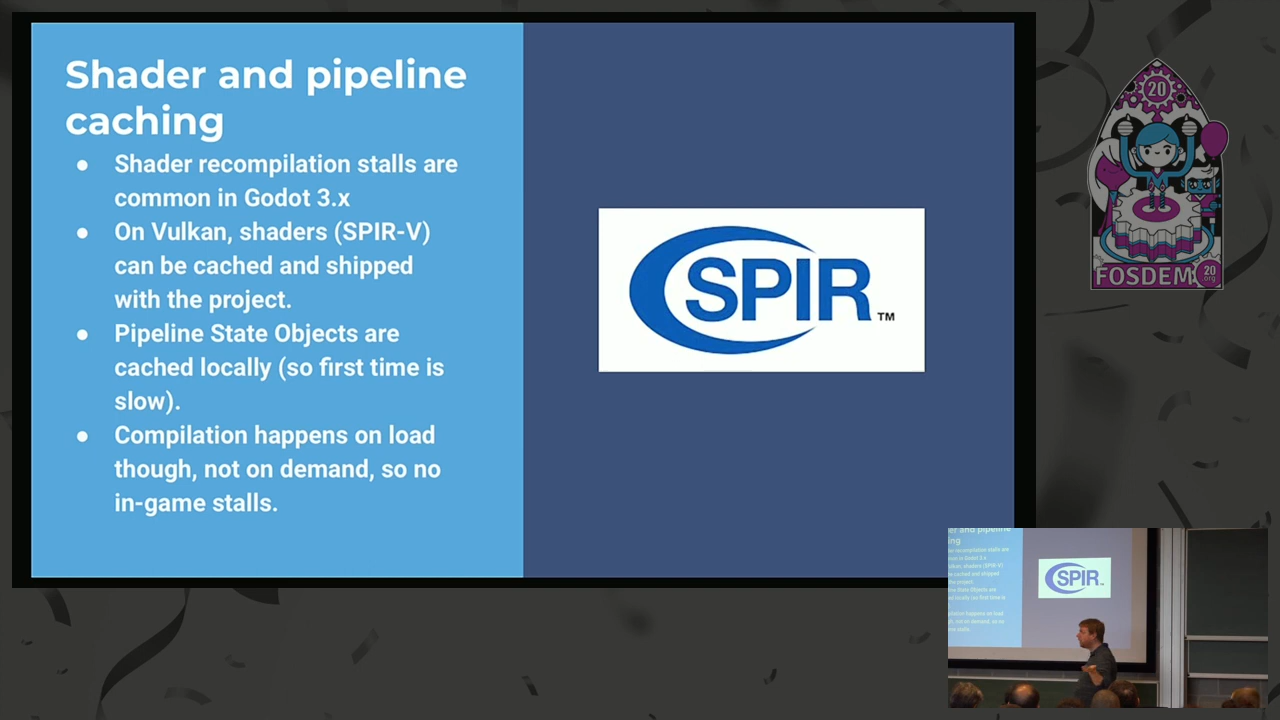 Shader and pipeline
caching
● Shader recompilation stalls are
common in Godot 3.x
● On Vulkan, shaders (SPIR-V)
can be cached and shipped
with the project.
● Pipeline State Objects are
cached locally (so first time is
slow).
● Compilation happens on load
though, not on demand, so no
in-game stalls.
SPIR™
20
FOSDEM
20
org
SPIR